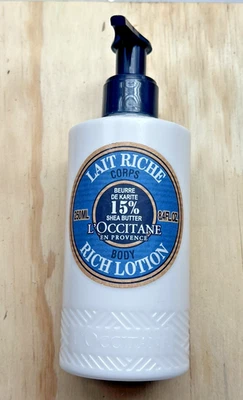 LAIT RICHE
CORPS
BEURRE
DE KARITE
15%
SHEA BUTTER
250ML
8.4FL.OZ.
L'OCCITANE
EN PROVENCE
BODY
RICH LOTION
L'OCCITANE